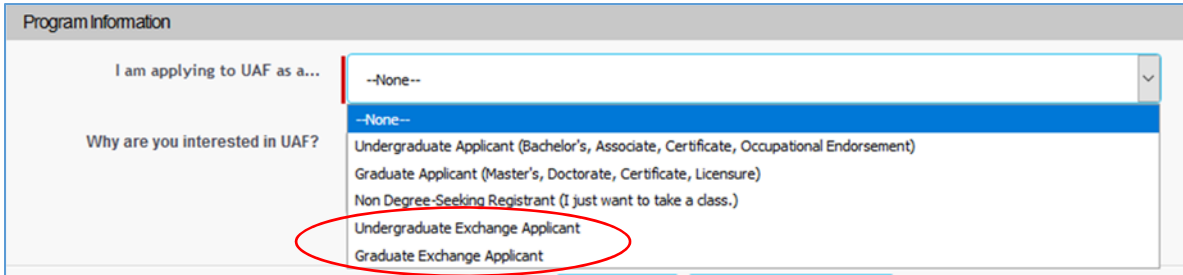 Program Information
I am applying to UAF as a...
--None--
--None--
Why are you interested in UAF?
Undergraduate Applicant (Bachelor's, Associate, Certificate, Occupational Endorsement)
Graduate Applicant (Master's, Doctorate, Certificate, Licensure)
Non Degree-Seeking Registrant (I just want to take a class.)
Undergraduate Exchange Applicant
Graduate Exchange Applicant